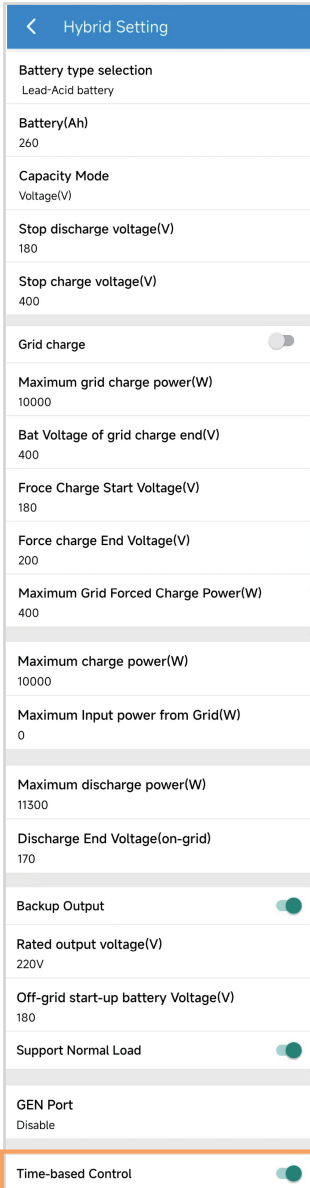 Hybrid Setting
Battery type selection
Lead-Acid battery
Battery(Ah)
260
Capacity Mode
Voltage(V)
Stop discharge voltage(V)
180
Stop charge voltage(V)
400
Grid charge
Maximum grid charge power(W)
10000
Bat Voltage of grid charge end(V)
400
Froce Charge Start Voltage(V)
180
Force charge End Voltage(V)
200
Maximum Grid Forced Charge Power(W)
400
Maximum charge power(W)
10000
Maximum Input power from Grid(W)
0
Maximum discharge power(W)
11300
Discharge End Voltage(on-grid)
170
Backup Output
Rated output voltage(V)
220V
Off-grid start-up battery Voltage(V)
180
Support Normal Load
GEN Port
Disable
Time-based Control